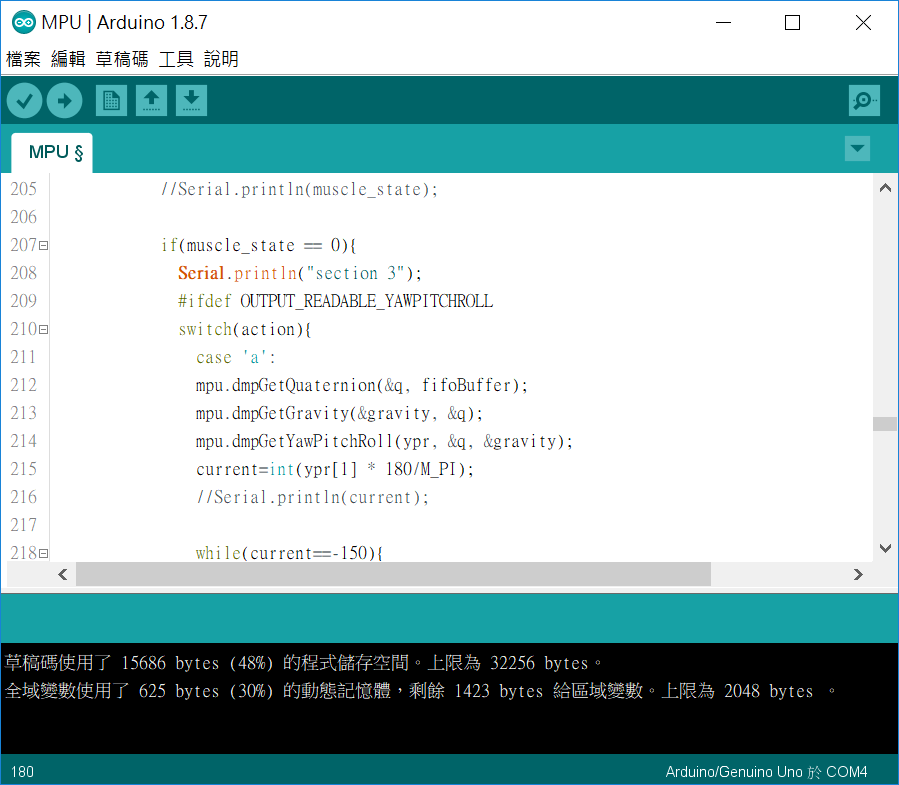 MPU | Arduino 1.8.7
檔案 編輯 草稿碼 工具 說明
MPU §
205 //Serial.println(muscle_state);
206
207 if(muscle_state == 0){
208 Serial.println("section 3");
209 #ifdef OUTPUT_READABLE_YAWPITCHROLL
210 switch(action){
211 case 'a':
212 mpu.dmpGetQuaternion(&q, fifoBuffer);
213 mpu.dmpGetGravity(&gravity, &q);
214 mpu.dmpGetYawPitchRoll(ypr, &q, &gravity);
215 current=int(ypr[1] * 180/M_PI);
216 //Serial.println(current);
217
218 while(current==-150){
草稿碼使用了 15686 bytes (48%) 的程式儲存空間。上限為 32256 bytes。
全域變數使用了 625 bytes (30%) 的動態記憶體，剩餘 1423 bytes 給區域變數。上限為 2048 bytes 。
180 Arduino/Genuino Uno 於 COM4